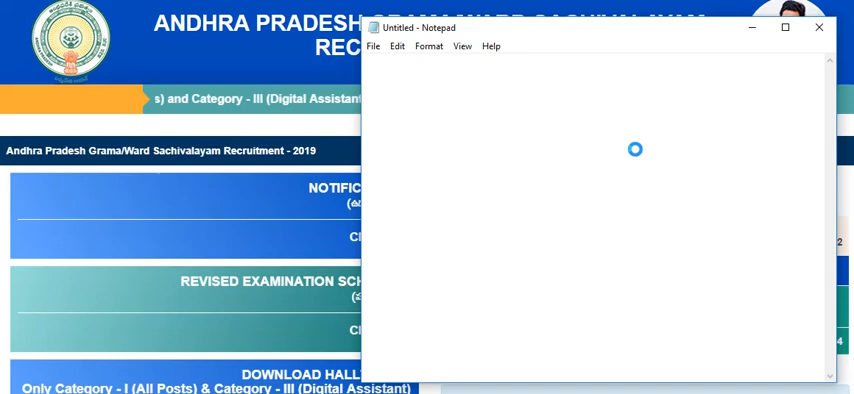 ANDHRA PRADESH
REC
s) and Category - III (Digital Assistant
Andhra Pradesh Grama/Ward Sachivalayam Recruitment - 2019
NOTIFIC
Cl
REVISED EXAMINATION SCH
Cl
DOWNLOAD HALL
Only Category - I (All Posts) & Category - III (Digital Assistant)
Untitled - Notepad
File Edit Format View Help
2
4